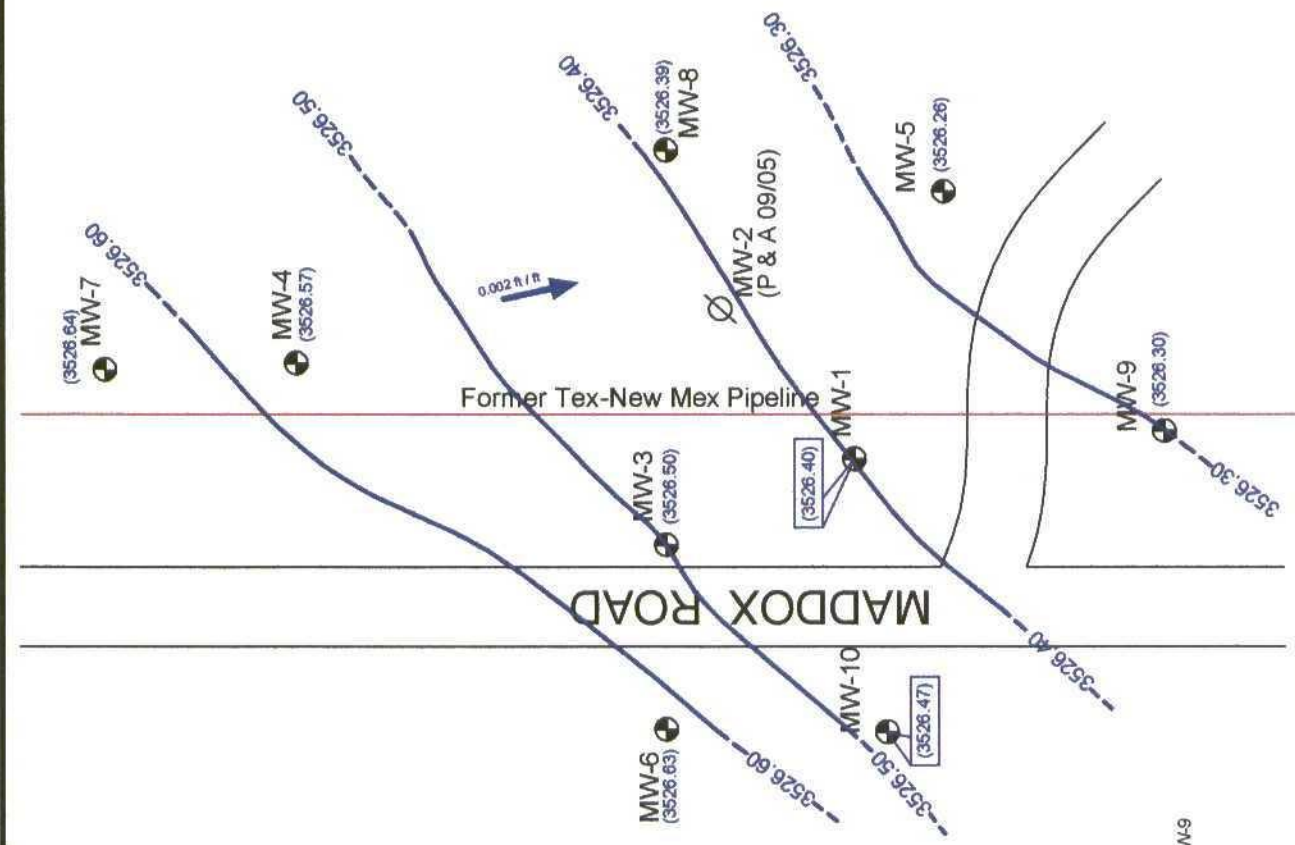 3526.30
3526.40
(3526.39)
MW-8
3526.50
MW-5
(3526.26)
3526.60
(3526.64)
MW-7
MW-4
(3526.57)
0.002 ft / ft
MW-2
(P & A 09/05)
Former Tex-New Mex Pipeline
MW-1
(3526.40)
MW-3
(3526.50)
MW-9
(3526.30)
3526.30
MADDOX ROAD
MW-10
(3526.47)
3526.40
MW-6
(3526.63)
3526.60
3526.50